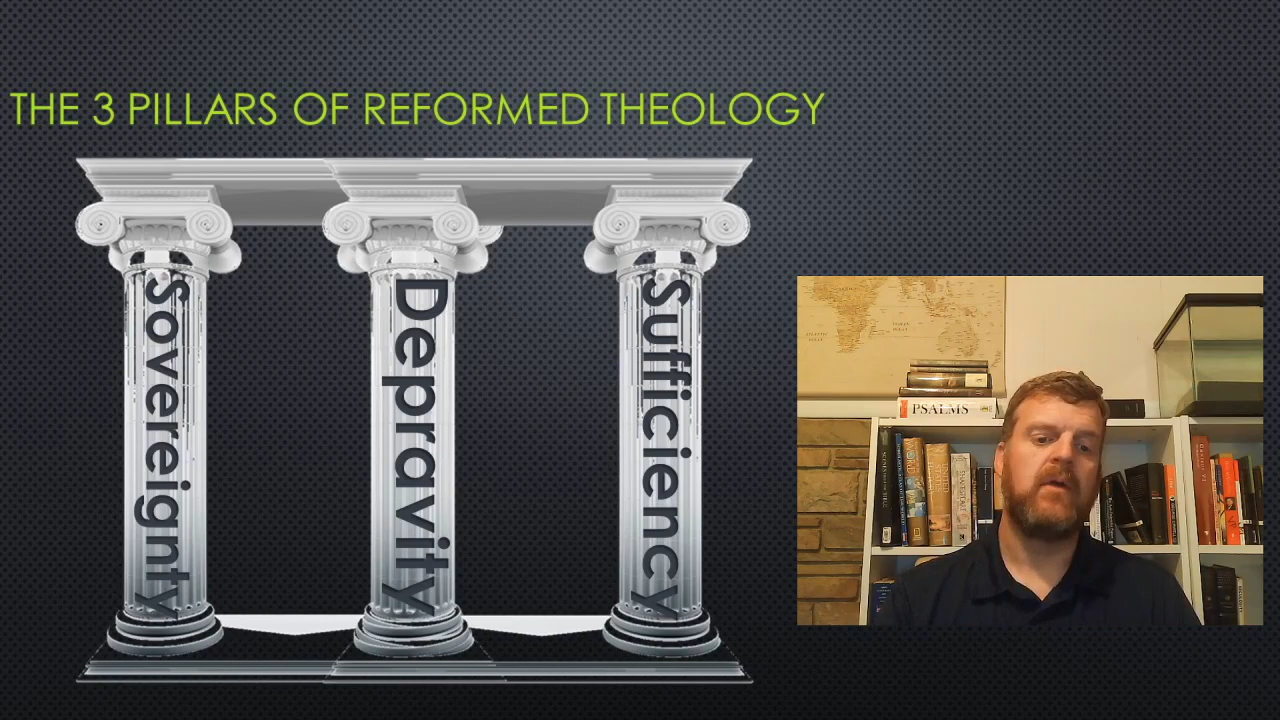 THE 3 PILLARS OF REFORMED THEOLOGY
Sovereignty
Depravity
Sufficiency
PSALMS